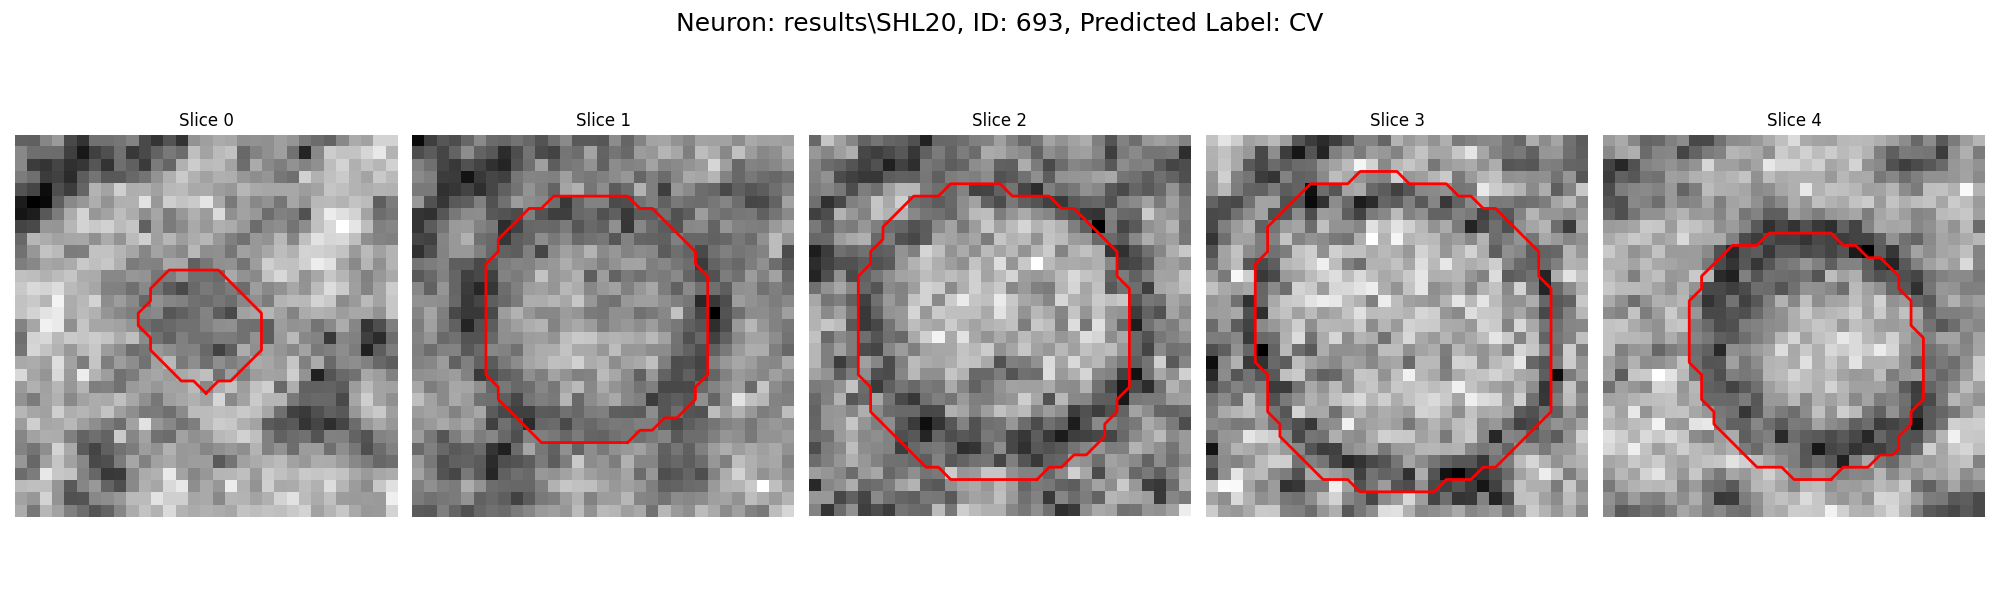 Neuron: results\SHL20, ID: 693, Predicted Label: CV
Slice 0
Slice 1
Slice 2
Slice 3
Slice 4